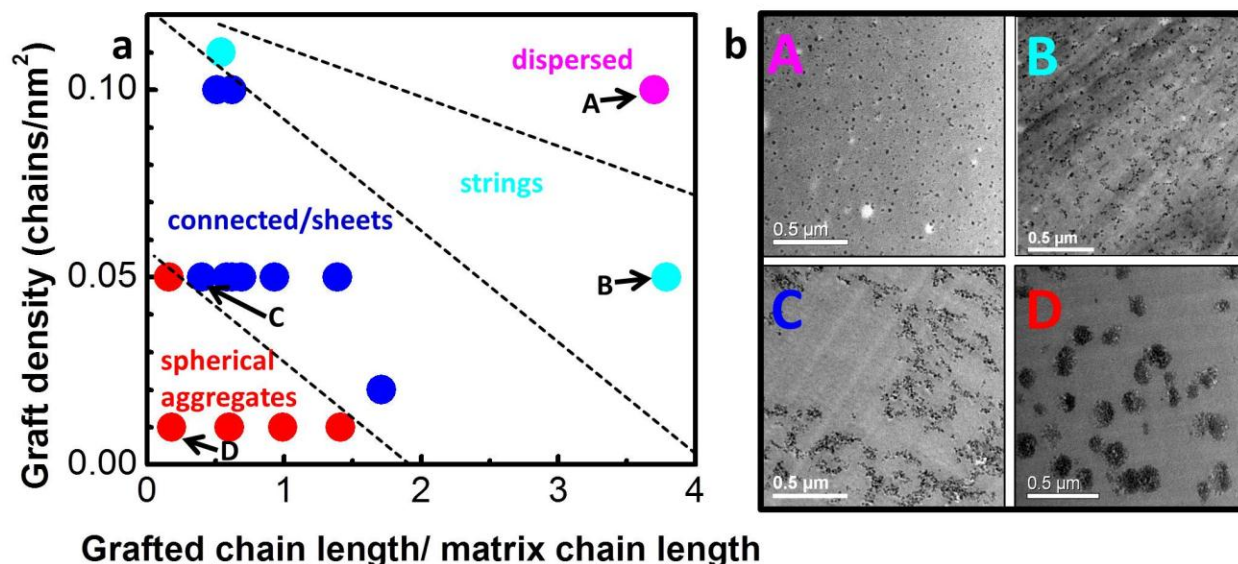 a
Graft density (chains/nm²)
0.10
0.05
0.00
0
1
2
3
4
Grafted chain length/ matrix chain length
dispersed
A
strings
connected/sheets
B
C
spherical
aggregates
D
b
A
0.5 µm
B
0.5 µm
C
0.5 µm
D
0.5 µm